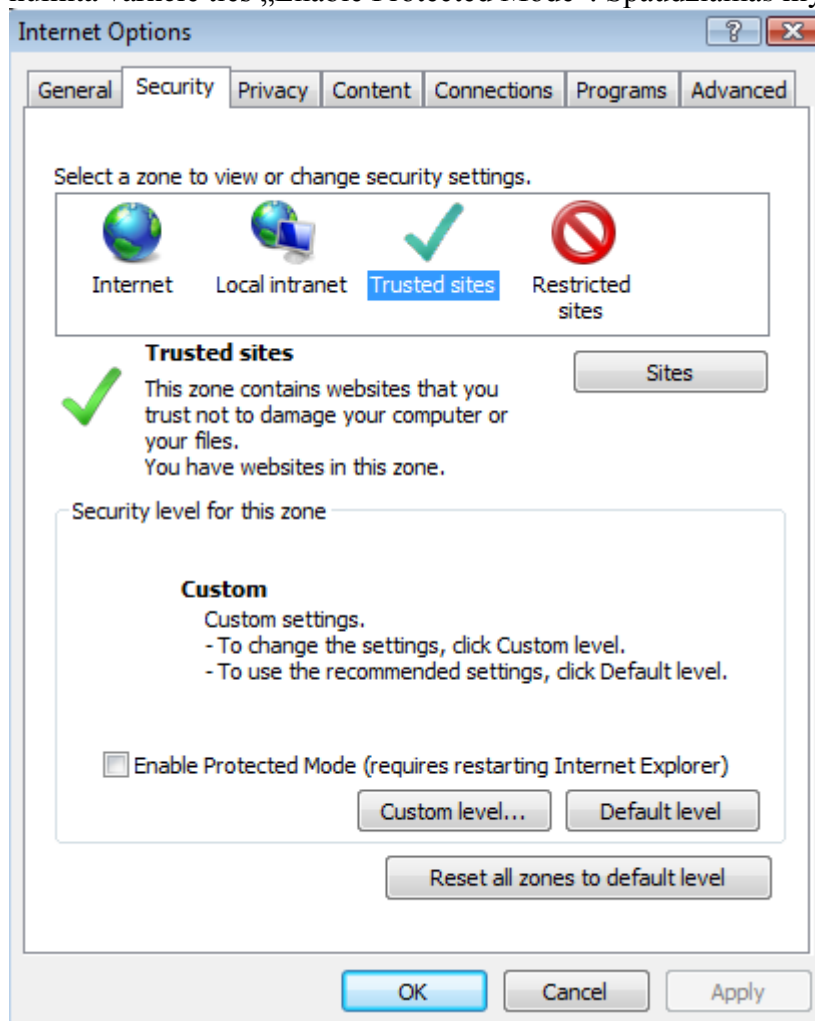 „Enable Protected Mode“. Spaudžiamas
Internet Options
General Security Privacy Content Connections Programs Advanced
Select a zone to view or change security settings.
Internet
Local intranet
Trusted sites
Restricted
sites
Trusted sites
Sites
This zone contains websites that you
trust not to damage your computer or
your files.
You have websites in this zone.
Security level for this zone
Custom
Custom settings.
- To change the settings, click Custom level.
- To use the recommended settings, click Default level.
Enable Protected Mode (requires restarting Internet Explorer)
Custom level... Default level
Reset all zones to default level
OK Cancel Apply